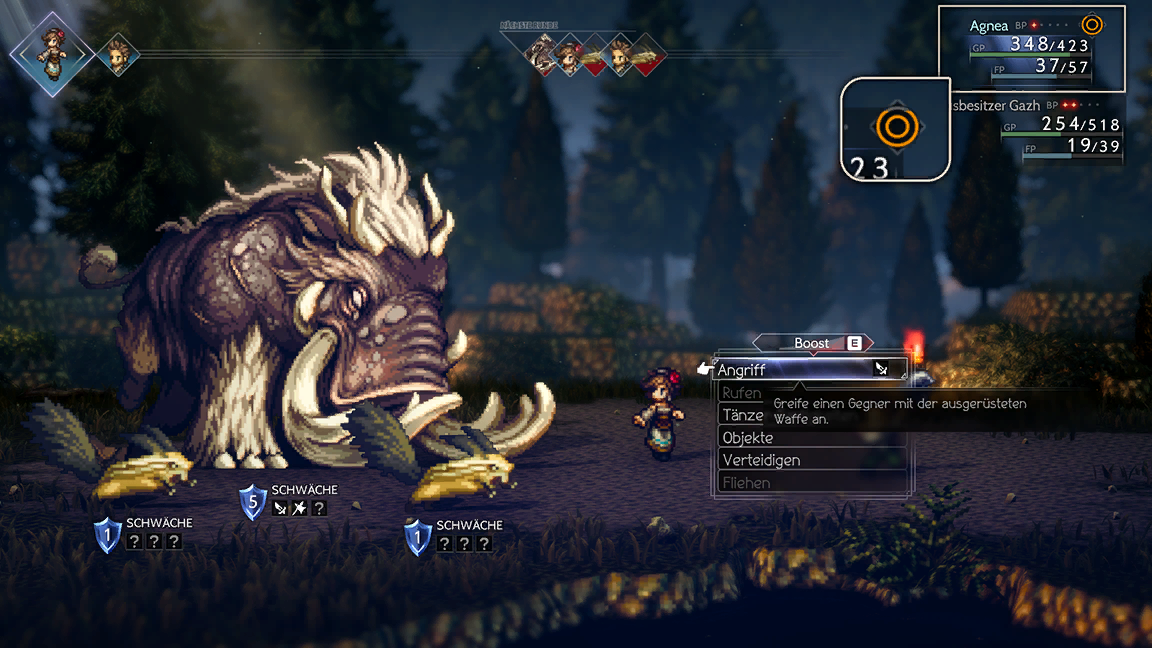 NÄCHSTE RUNDE
Agnea BP
GP 348/423
FP 37/57
sbesitzer Gazh BP
GP 254/518
FP 19/39
23
Boost E
Angriff
Rufen
Tänze
Objekte
Verteidigen
Fliehen
Greife einen Gegner mit der ausgerüsteten
Waffe an.
5 SCHWÄCHE
?
1 SCHWÄCHE
? ? ?
1 SCHWÄCHE
? ? ?